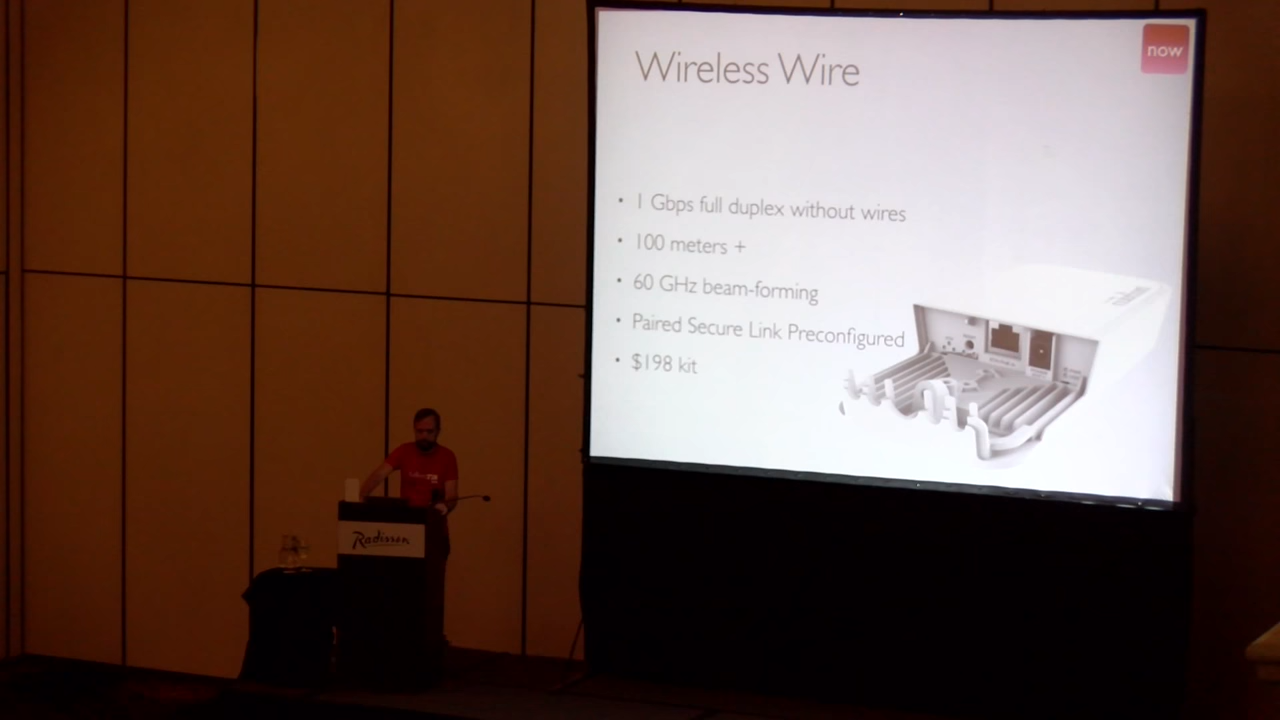 now
Wireless Wire
• 1 Gbps full duplex without wires
• 100 meters +
• 60 GHz beam-forming
• Paired Secure Link Preconfigured
• $198 kit
Radisson